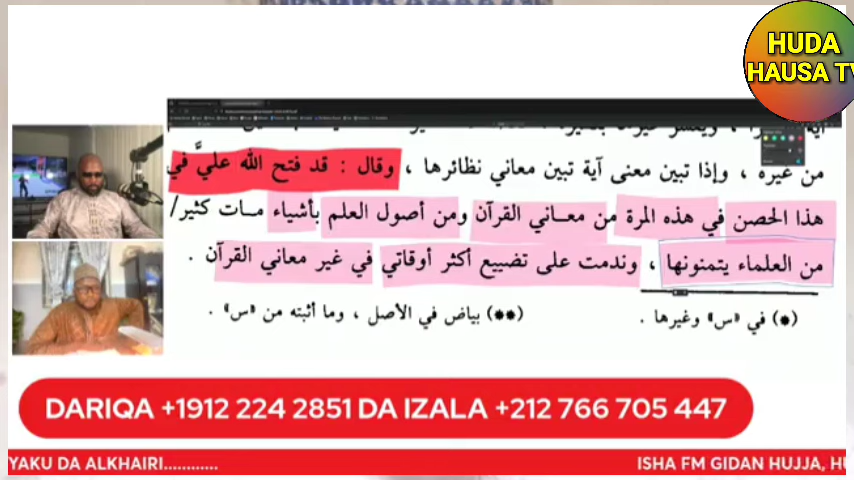 HUDA
HAUSA TV
من غيره ، وإذا تبين معنى آية تبين معاني نظائرها ، وقال : قد فتح الله عليَّ في
هذا الحصن في هذه المرة من معـاني القرآن ومن أصول العلم بأشياء مـات كثير/
من العلماء يتمنونها ، وندمت على تضييع أكثر أوقاتي في غير معاني القرآن .
(*) في «س» وغيرها .
(**) بياض في الأصل ، وما أثبته من «س» .
DARIQA +1912 224 2851 DA IZALA +212 766 705 447
YAKU DA ALKHAIRI............
ISHA FM GIDAN HUJJA,